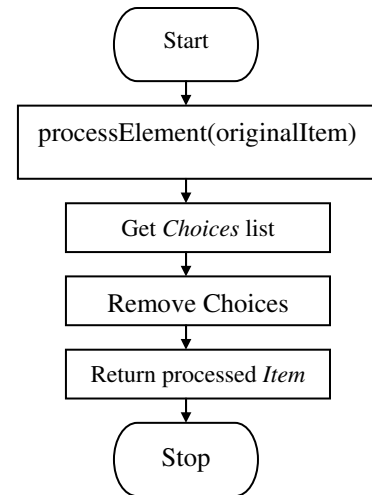 Start
processElement(originalItem)
Get Choices list
Remove Choices
Return processed Item
Stop